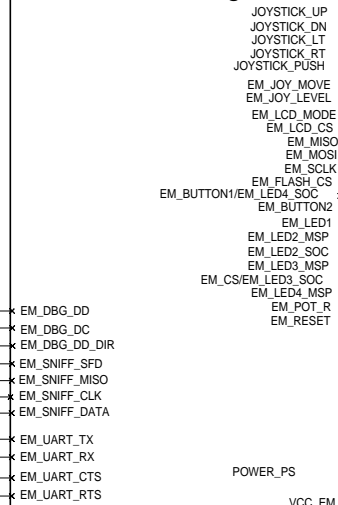 JOYSTICK_UP
JOYSTICK_DN
JOYSTICK_LT
JOYSTICK_RT
JOYSTICK_PUSH
EM_JOY_MOVE
EM_JOY_LEVEL
EM_LCD_MODE
EM_LCD_CS
EM_MISO
EM_MOSI
EM_SCLK
EM_FLASH_CS
EM_BUTTON1/EM_LED4_SOC
EM_BUTTON2
EM_LED1
EM_LED2_MSP
EM_LED2_SOC
EM_LED3_MSP
EM_CS/EM_LED3_SOC
EM_LED4_MSP
EM_POT_R
EM_RESET
EM_DBG_DD
EM_DBG_DC
EM_DBG_DD_DIR
EM_SNIFF_SFD
EM_SNIFF_MISO
EM_SNIFF_CLK
EM_SNIFF_DATA
EM_UART_TX
EM_UART_RX
EM_UART_CTS
EM_UART_RTS
POWER_PS
VCC_EM